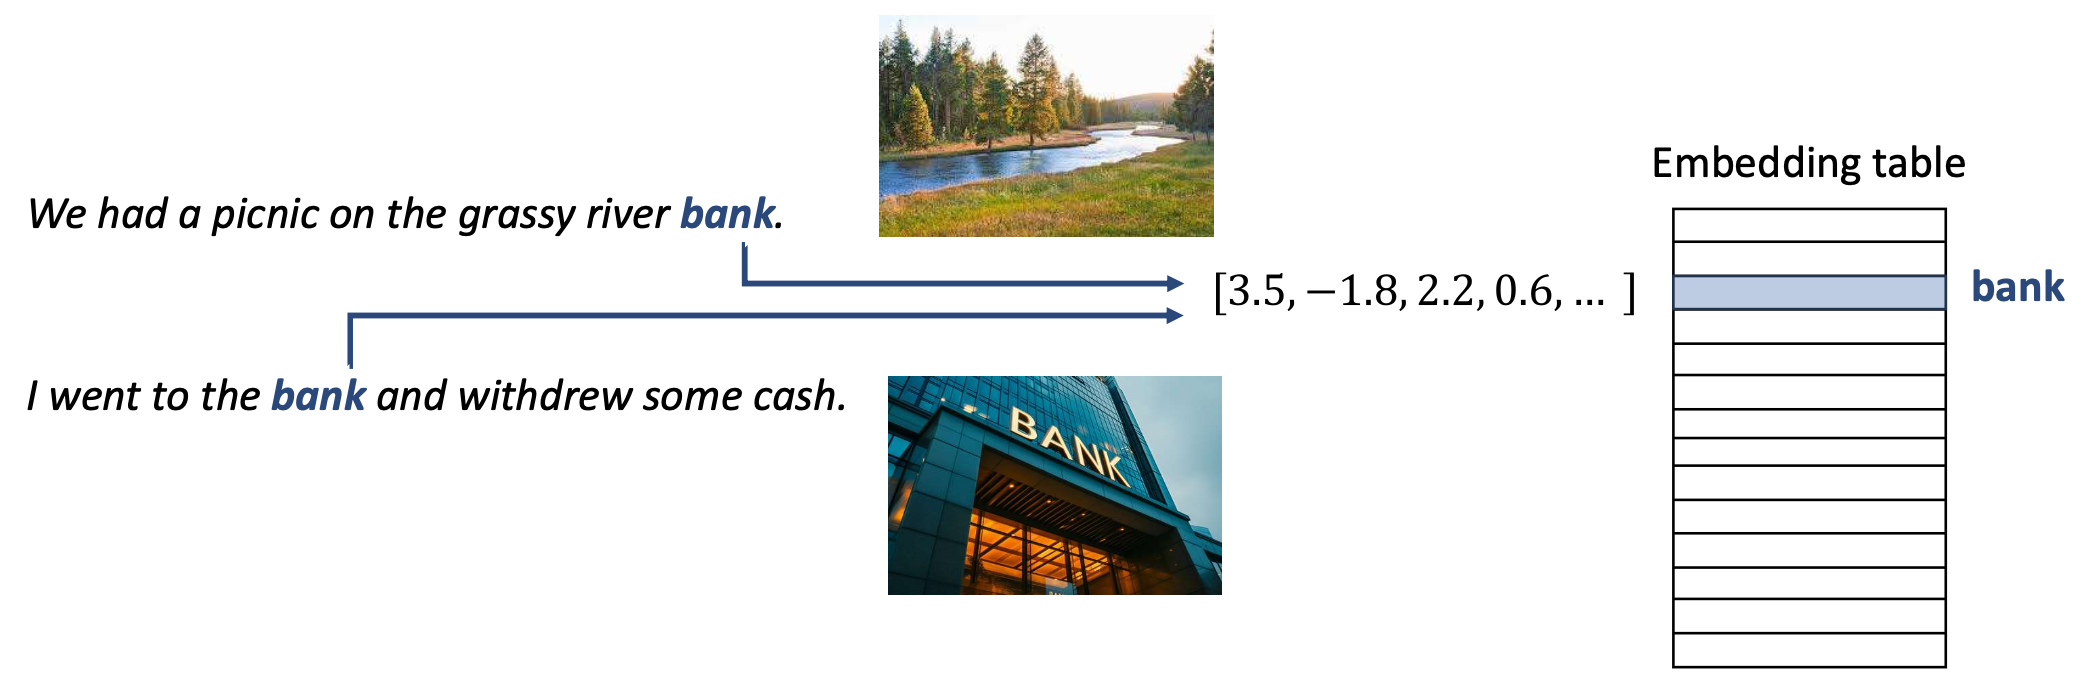 Embedding table
We had a picnic on the grassy river bank.
[3.5, −1.8, 2.2, 0.6, … ]
bank
I went to the bank and withdrew some cash.
BANK